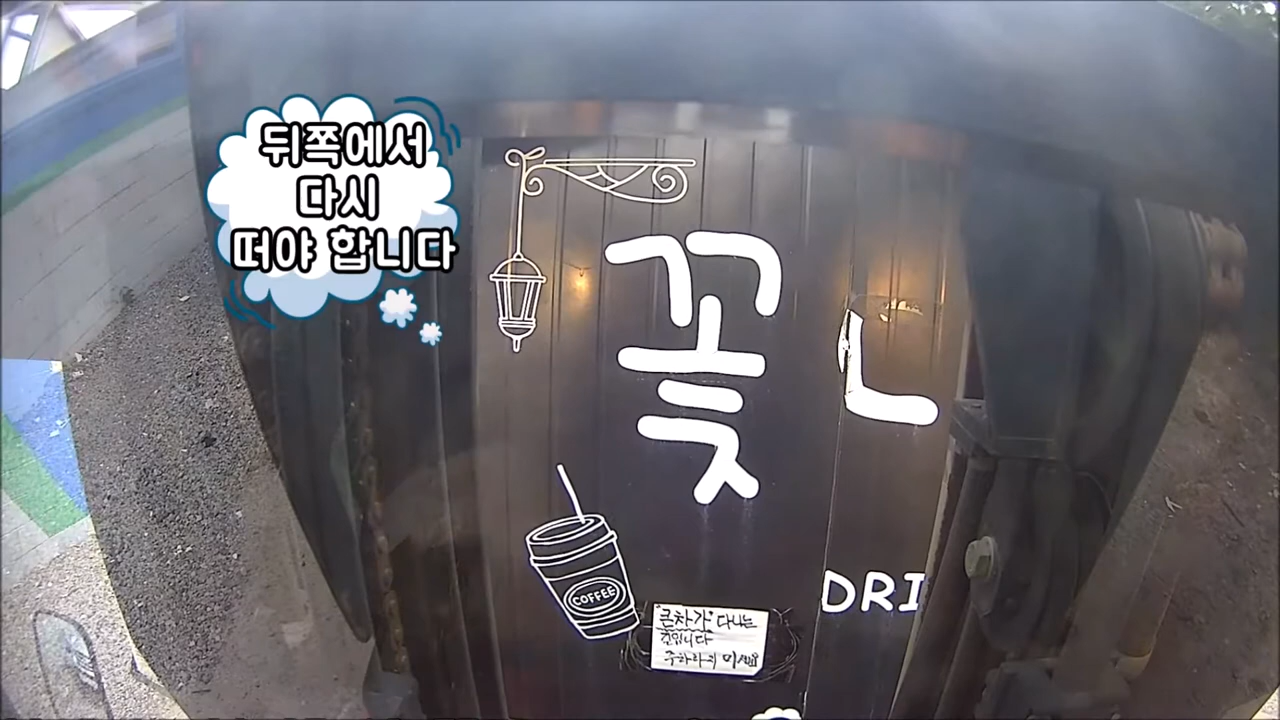 뒤쪽에서
다시
떠야 합니다
꽃
COFFEE
DRI
"큰차가" 다니는
길입니다
주차하지 마세요